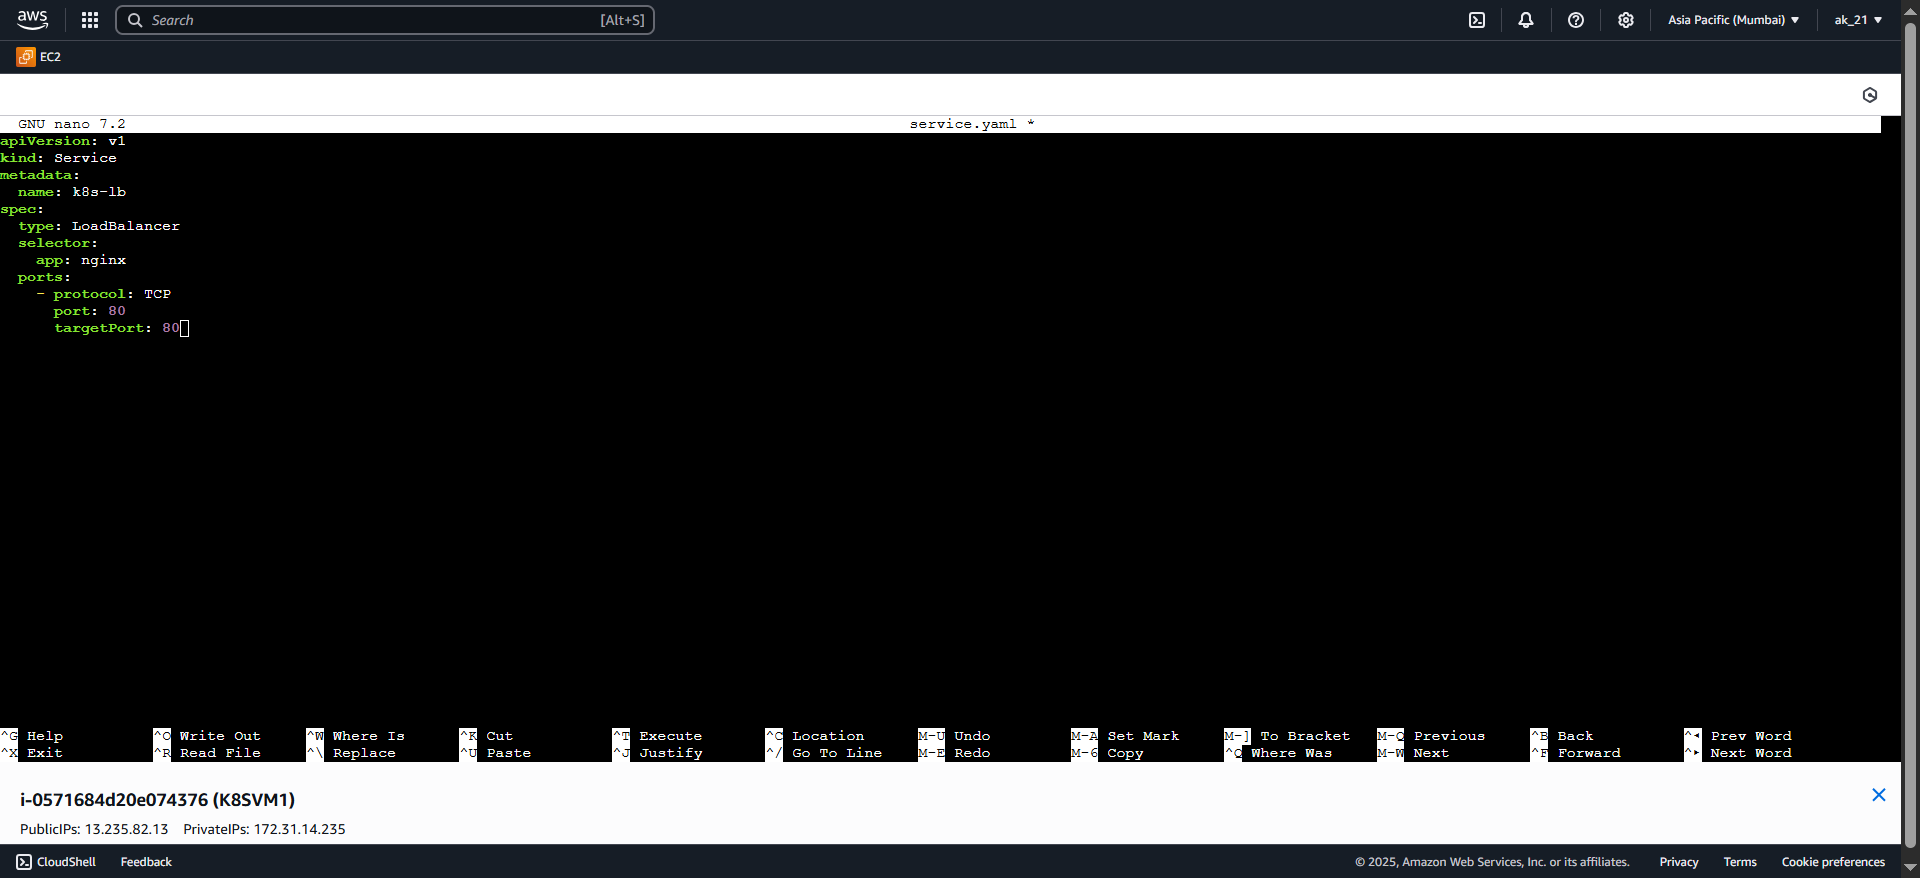 aws Search [Alt+S] Asia Pacific (Mumbai) ak_21
EC2
GNU nano 7.2 service.yaml *
apiVersion: v1
kind: Service
metadata:
  name: k8s-lb
spec:
  type: LoadBalancer
  selector:
    app: nginx
  ports:
    - protocol: TCP
      port: 80
      targetPort: 80
^G Help ^O Write Out ^W Where Is ^K Cut ^T Execute ^C Location M-U Undo M-A Set Mark M-] To Bracket M-Q Previous ^B Back ^◂ Prev Word
^X Exit ^R Read File ^\ Replace ^U Paste ^J Justify ^/ Go To Line M-E Redo M-6 Copy ^Q Where Was M-W Next ^F Forward ^▸ Next Word
i-0571684d20e074376 (K8SVM1)
PublicIPs: 13.235.82.13 PrivateIPs: 172.31.14.235
CloudShell Feedback © 2025, Amazon Web Services, Inc. or its affiliates. Privacy Terms Cookie preferences